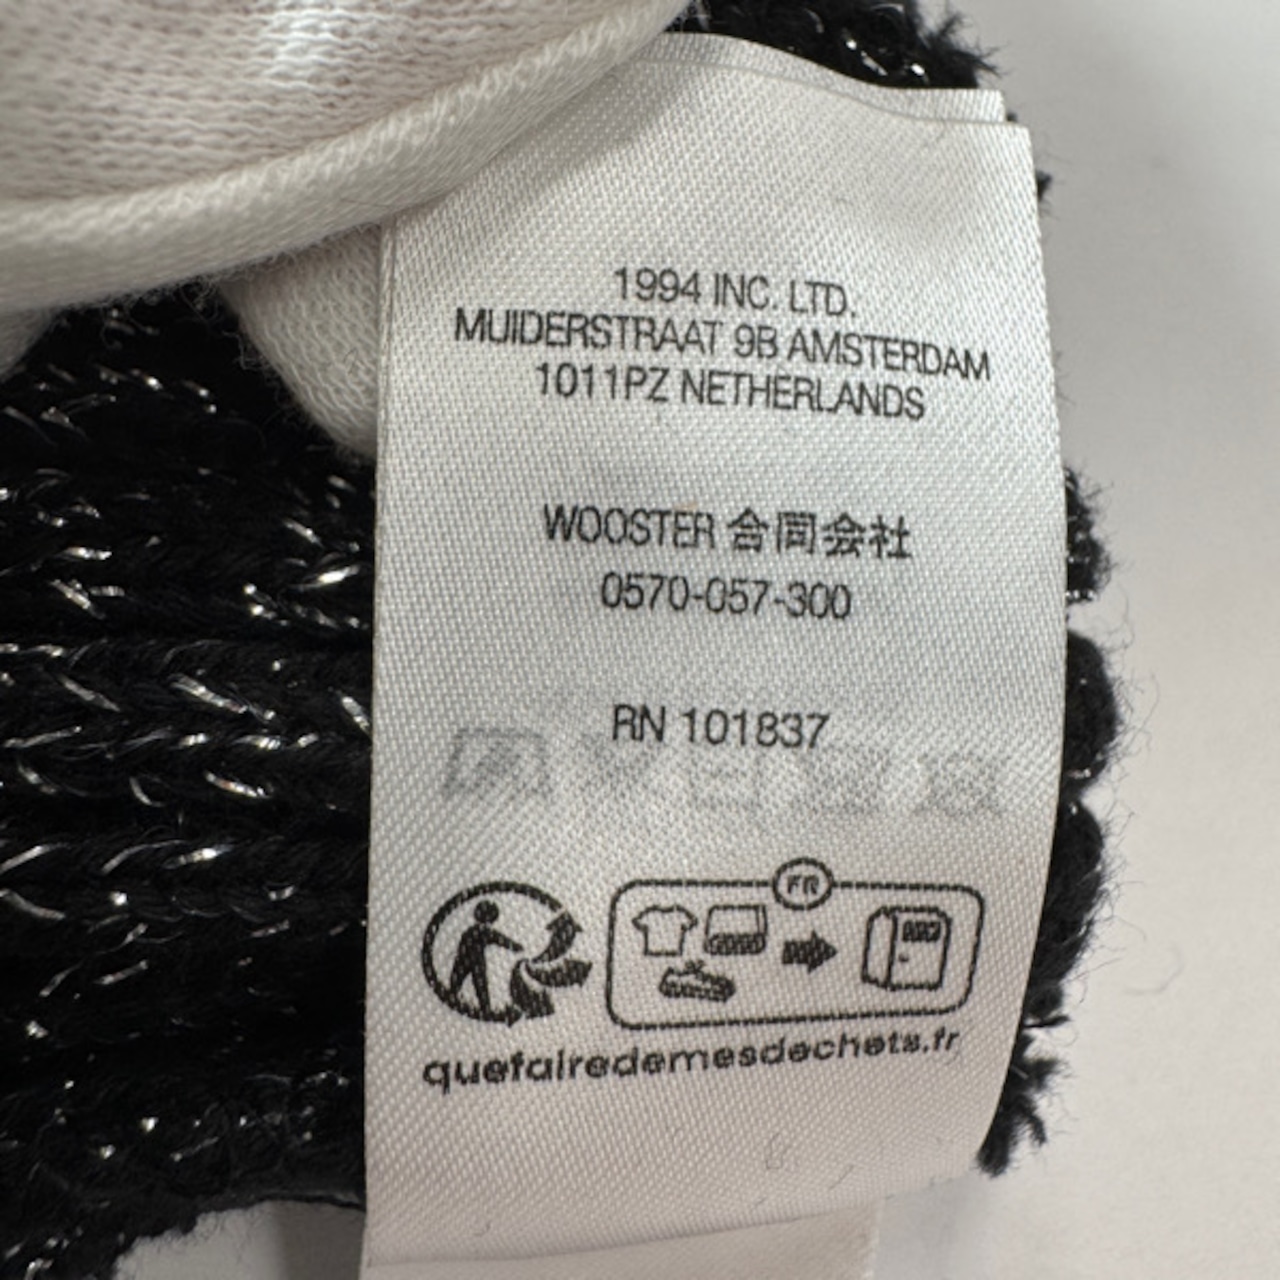 1994 INC. LTD.
MUIDERSTRAAT 9B AMSTERDAM
1011PZ NETHERLANDS
WOOSTER 合同会社
0570-057-300
RN 101837
FR
quefairedemesdechets.fr